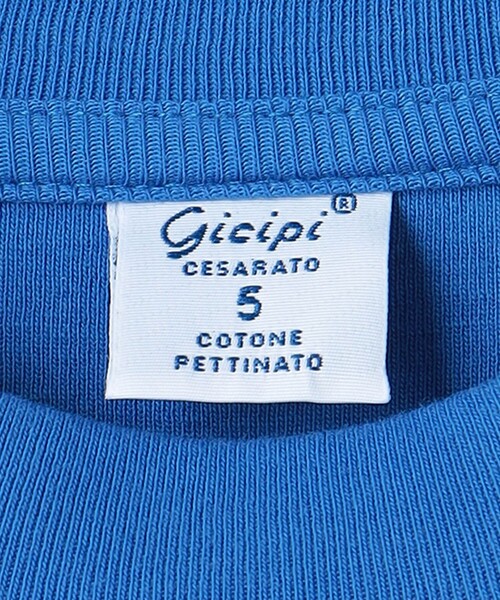 Gicipi®
CESARATO
5
COTONE
PETTINATO